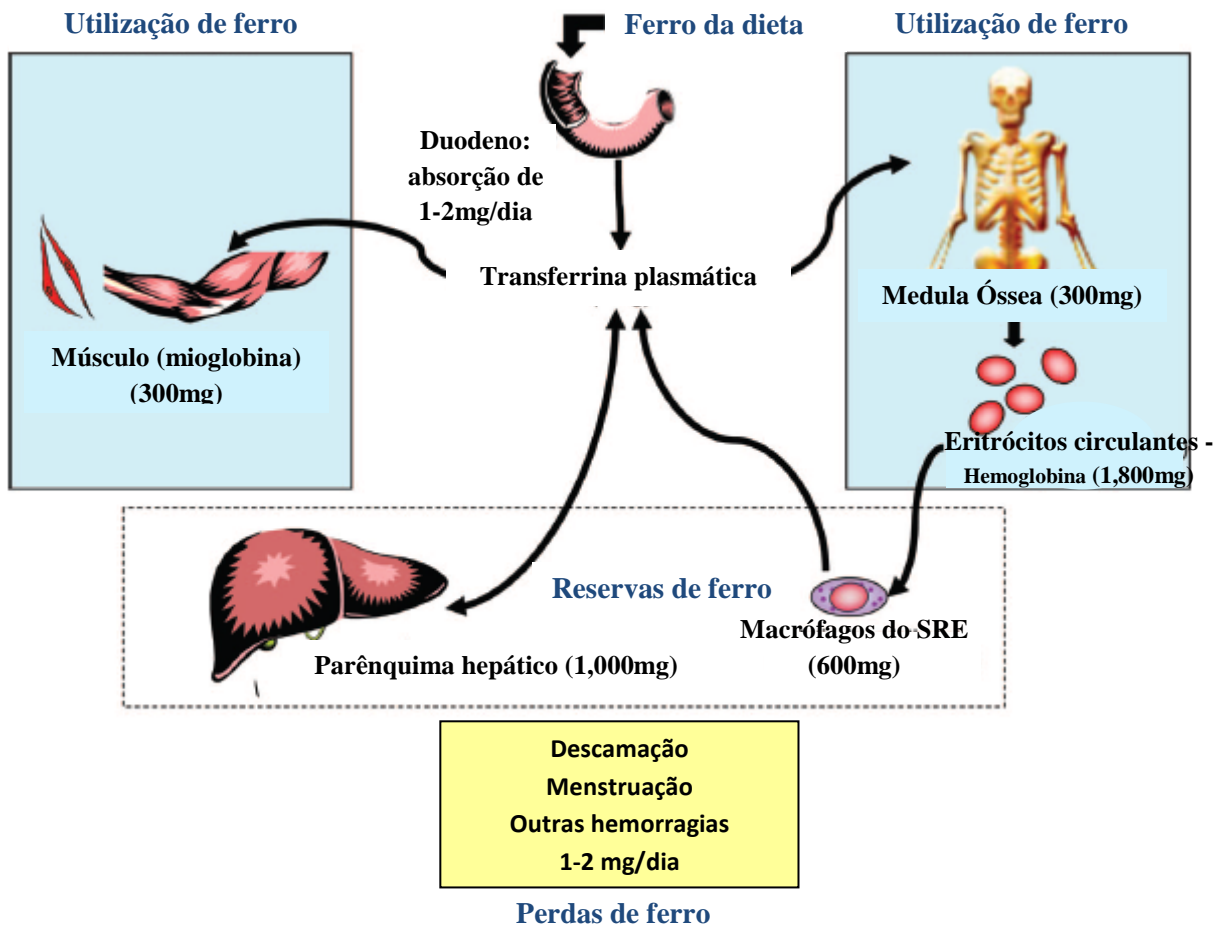 Utilização de ferro
Ferro da dieta
Utilização de ferro
Duodeno:
absorção de
1-2mg/dia
Transferrina plasmática
Medula Óssea (300mg)
Músculo (mioglobina)
(300mg)
Eritrócitos circulantes -
Hemoglobina (1,800mg)
Reservas de ferro
Macrófagos do SRE
(600mg)
Parênquima hepático (1,000mg)
Descamação
Menstruação
Outras hemorragias
1-2 mg/dia
Perdas de ferro